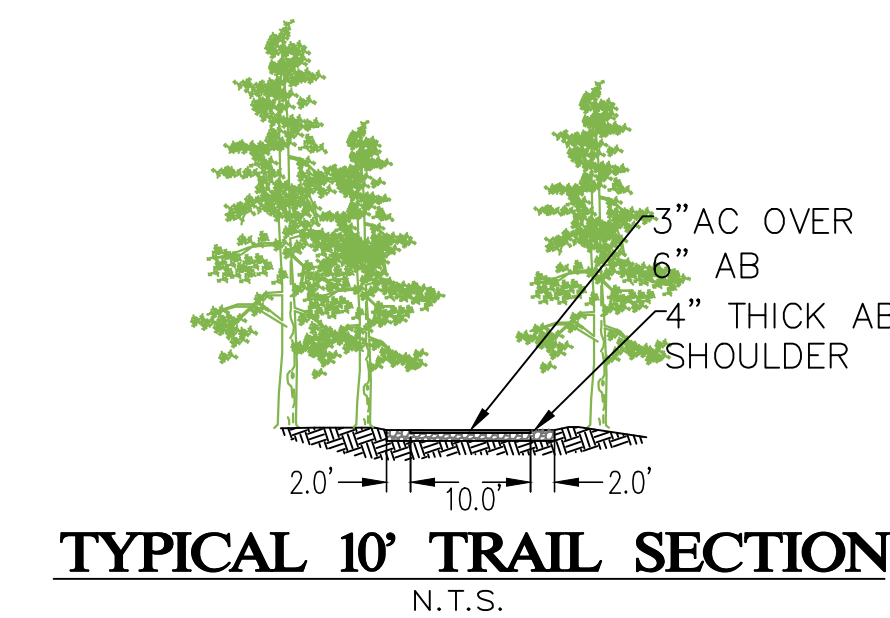 3”AC OVER
6” AB
4” THICK AB
SHOULDER
2.0’
10.0’
2.0’
TYPICAL 10’ TRAIL SECTION
N.T.S.